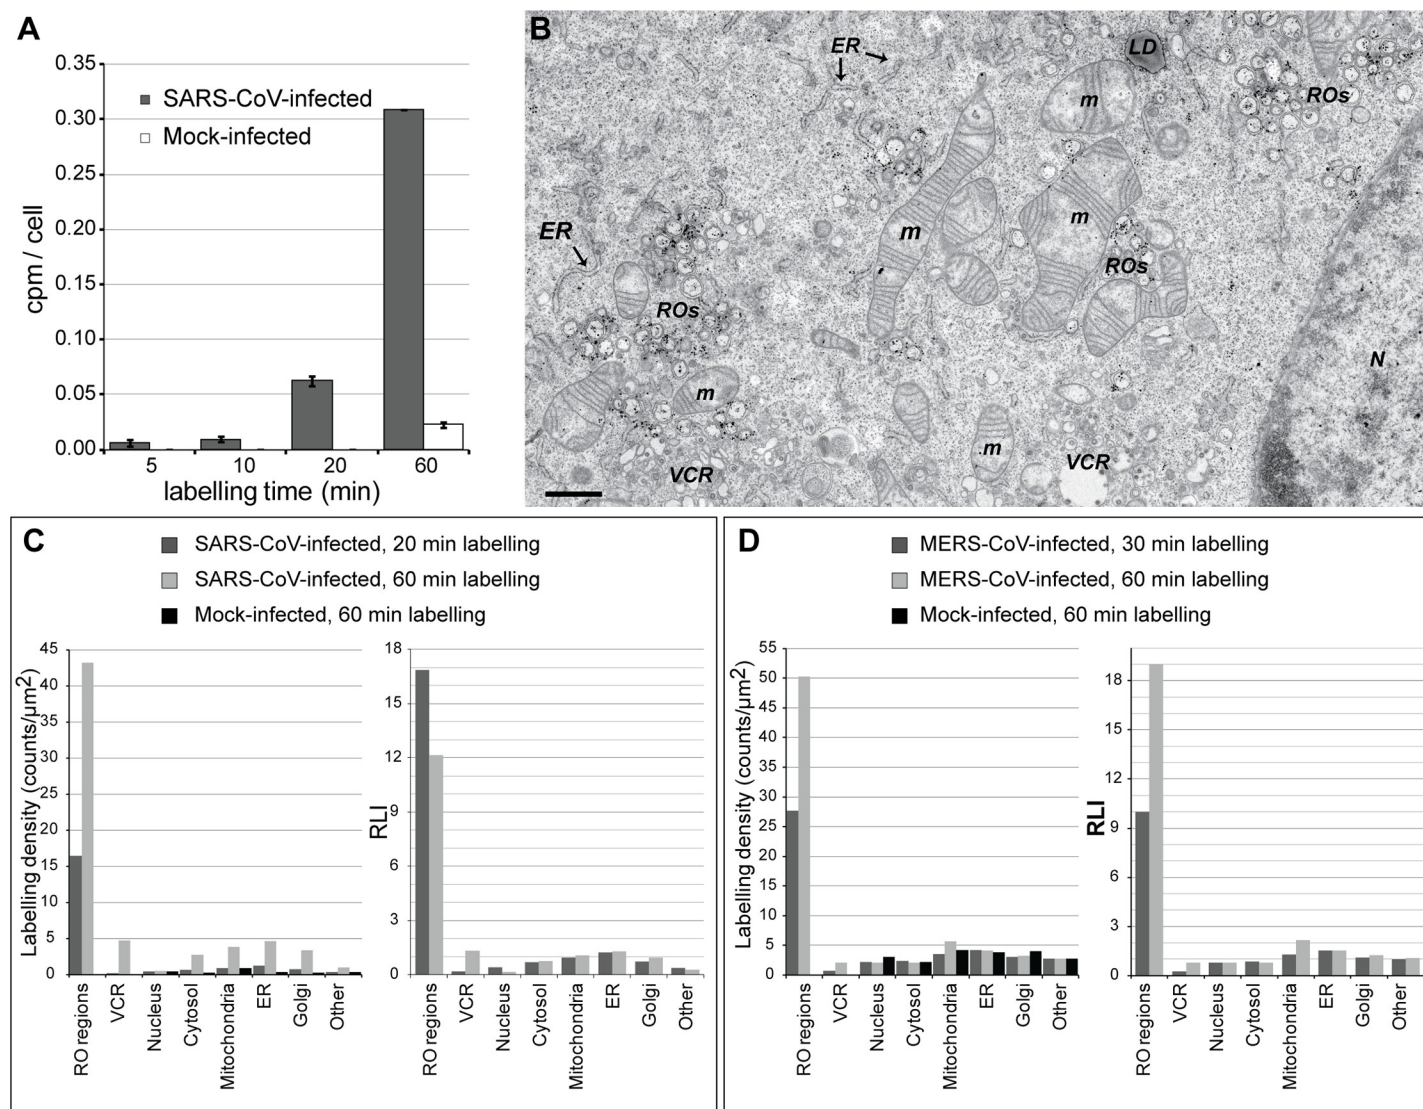 A
0.35
0.30
0.25
0.20
0.15
0.10
0.05
0.00
cpm / cell
SARS-CoV-infected
Mock-infected
5 10 20 60
labelling time (min)
B
ER
LD
m
ROs
ER
m
m
ROs
ROs
m
N
VCR
m
VCR
C
SARS-CoV-infected, 20 min labelling
SARS-CoV-infected, 60 min labelling
Mock-infected, 60 min labelling
Labelling density (counts/µm²)
45
40
35
30
25
20
15
10
5
0
RO regions
VCR
Nucleus
Cytosol
Mitochondria
ER
Golgi
Other
RLI
18
15
12
9
6
3
0
RO regions
VCR
Nucleus
Cytosol
Mitochondria
ER
Golgi
Other
D
MERS-CoV-infected, 30 min labelling
MERS-CoV-infected, 60 min labelling
Mock-infected, 60 min labelling
Labelling density (counts/µm²)
55
50
45
40
35
30
25
20
15
10
5
0
RO regions
VCR
Nucleus
Cytosol
Mitochondria
ER
Golgi
Other
RLI
18
15
12
9
6
3
0
RO regions
VCR
Nucleus
Cytosol
Mitochondria
ER
Golgi
Other